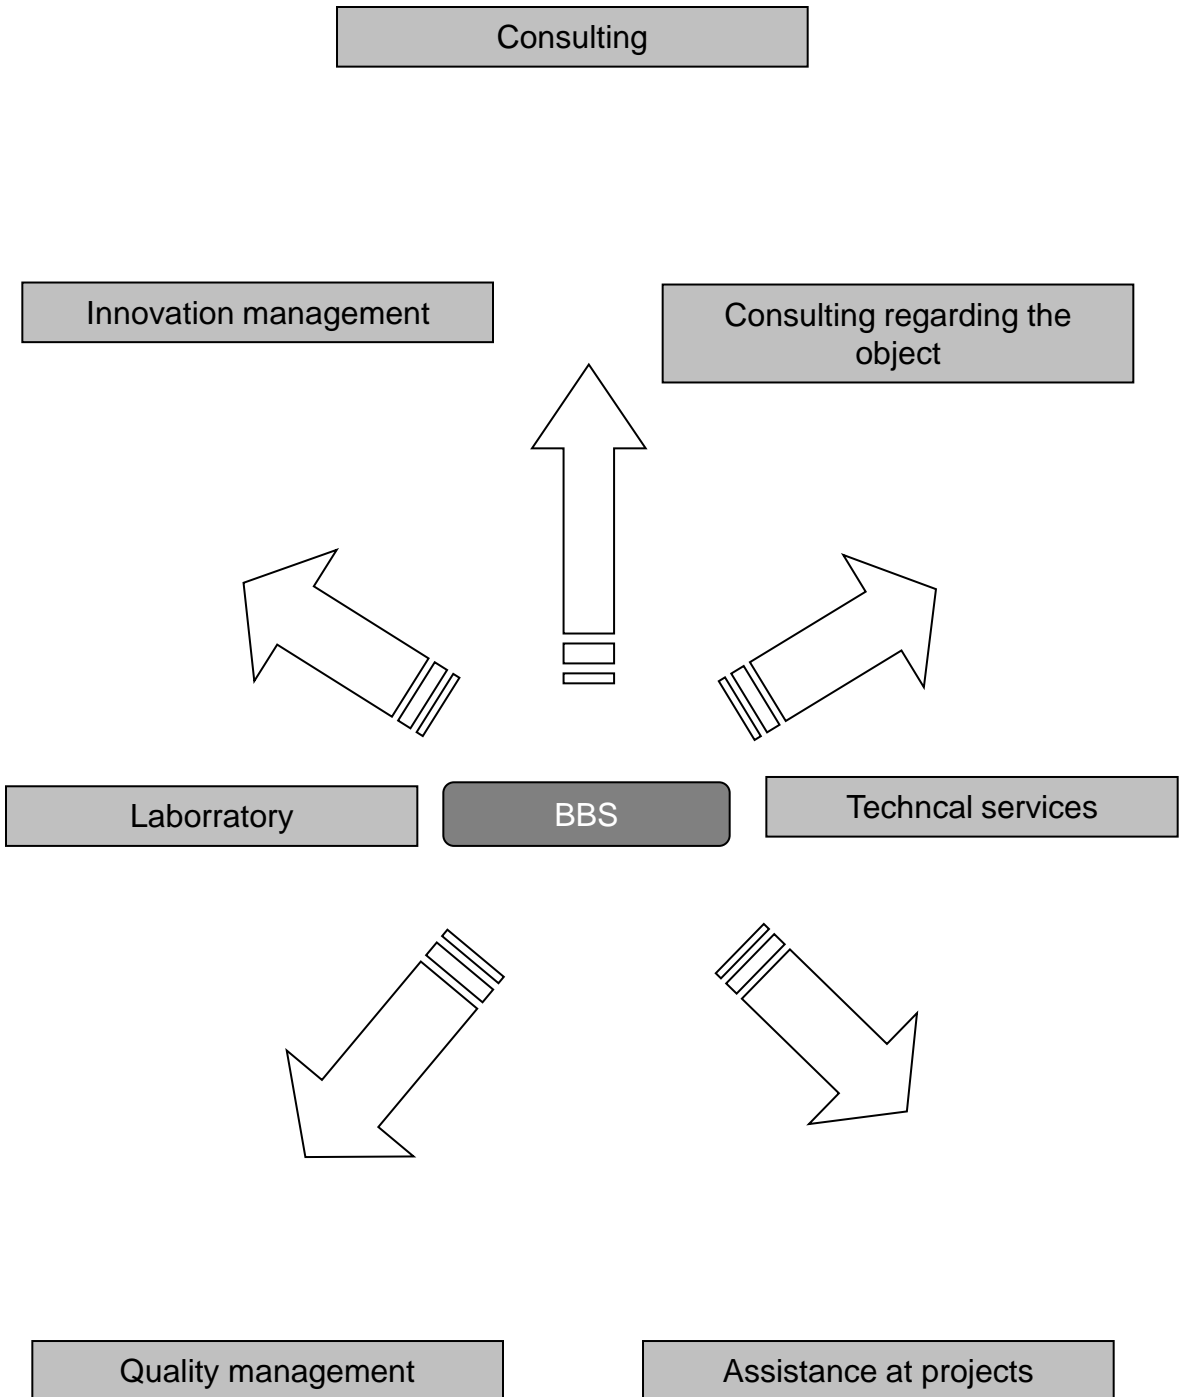 Consulting
Innovation management
Consulting regarding the
object
Laborratory
BBS
Techncal services
Quality management
Assistance at projects